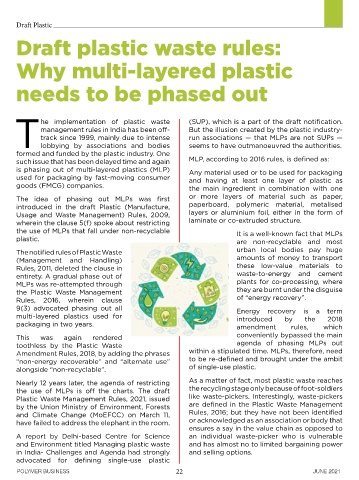 Draft Plastic
Draft plastic waste rules:
Why multi-layered plastic
needs to be phased out
The implementation of plastic waste
management rules in India has been off-
track since 1999, mainly due to intense
lobbying by associations and bodies
formed and funded by the plastic industry. One
such issue that has been delayed time and again
is phasing out of multi-layered plastics (MLP)
used for packaging by fast-moving consumer
goods (FMCG) companies.
The idea of phasing out MLPs was first
introduced in the draft Plastic (Manufacture,
Usage and Waste Management) Rules, 2009,
wherein the clause 5(f) spoke about restricting
the use of MLPs that fall under non-recyclable
plastic.
The notified rules of Plastic Waste
(Management and Handling)
Rules, 2011, deleted the clause in
entirety. A gradual phase out of
MLPs was re-attempted through
the Plastic Waste Management
Rules, 2016, wherein clause
9(3) advocated phasing out all
multi-layered plastics used for
packaging in two years.
This was again rendered
toothless by the Plastic Waste
Amendment Rules, 2018, by adding the phrases
"non-energy recoverable" and "alternate use"
alongside "non-recyclable".
Nearly 12 years later, the agenda of restricting
the use of MLPs is off the charts. The draft
Plastic Waste Management Rules, 2021, issued
by the Union Ministry of Environment, Forests
and Climate Change (MoEFCC) on March 11,
have failed to address the elephant in the room.
A report by Delhi-based Centre for Science
and Environment titled Managing plastic waste
in India- Challenges and Agenda had strongly
advocated for defining single-use plastic
(SUP), which is a part of the draft notification.
But the illusion created by the plastic industry-
run associations — that MLPs are not SUPs —
seems to have outmanoeuvred the authorities.
MLP, according to 2016 rules, is defined as:
Any material used or to be used for packaging
and having at least one layer of plastic as
the main ingredient in combination with one
or more layers of material such as paper,
paperboard, polymeric material, metalised
layers or aluminium foil, either in the form of
laminate or co-extruded structure.
It is a well-known fact that MLPs
are non-recyclable and most
urban local bodies pay huge
amounts of money to transport
these low-value materials to
waste-to-energy and cement
plants for co-processing, where
they are burnt under the disguise
of "energy recovery".
Energy recovery is a term
introduced by the 2018
amendment rules, which
conveniently bypassed the main
agenda of phasing MLPs out
within a stipulated time. MLPs, therefore, need
to be re-defined and brought under the ambit
of single-use plastic.
As a matter of fact, most plastic waste reaches
the recycling stage only because of foot-soldiers
like waste-pickers. Interestingly, waste-pickers
are defined in the Plastic Waste Management
Rules, 2016; but they have not been identified
or acknowledged as an association or body that
ensures a say in the value chain as opposed to
an individual waste-picker who is vulnerable
and has almost no to limited bargaining power
and selling options.
POLYMER BUSINESS
22
JUNE 2021